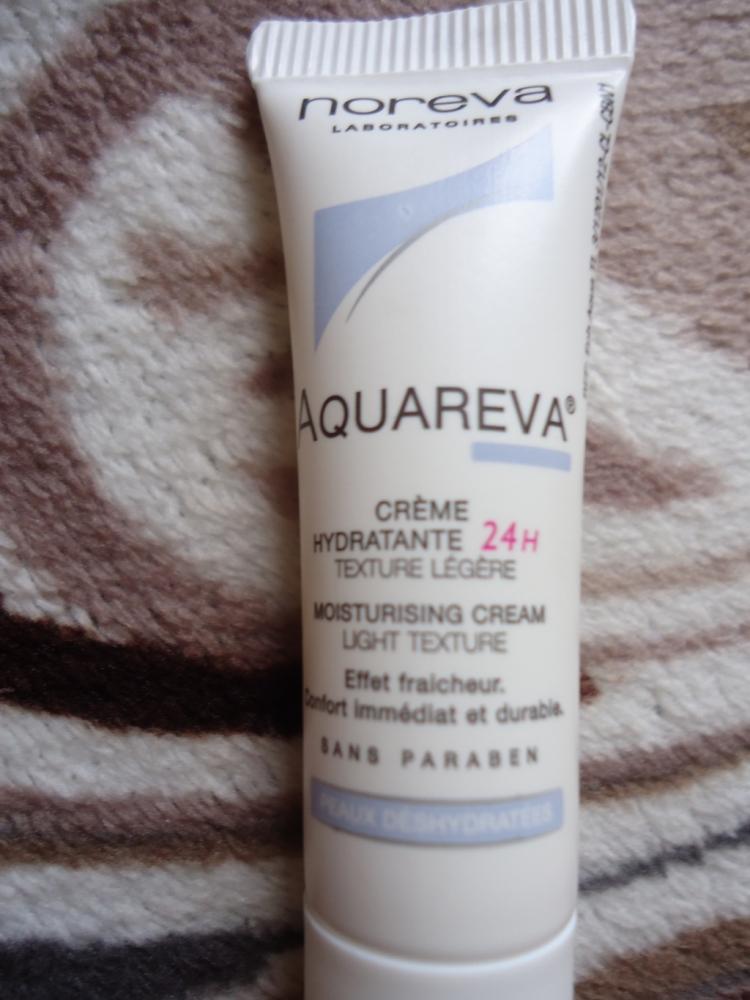 noreva
LABORATOIRES
AQUAREVA®
CRÈME
HYDRATANTE 24H
TEXTURE LÉGÈRE
MOISTURISING CREAM
LIGHT TEXTURE
Effet fraicheur.
Confort immédiat et durable.
SANS PARABEN
PEAUX DÉSHYDRATÉES